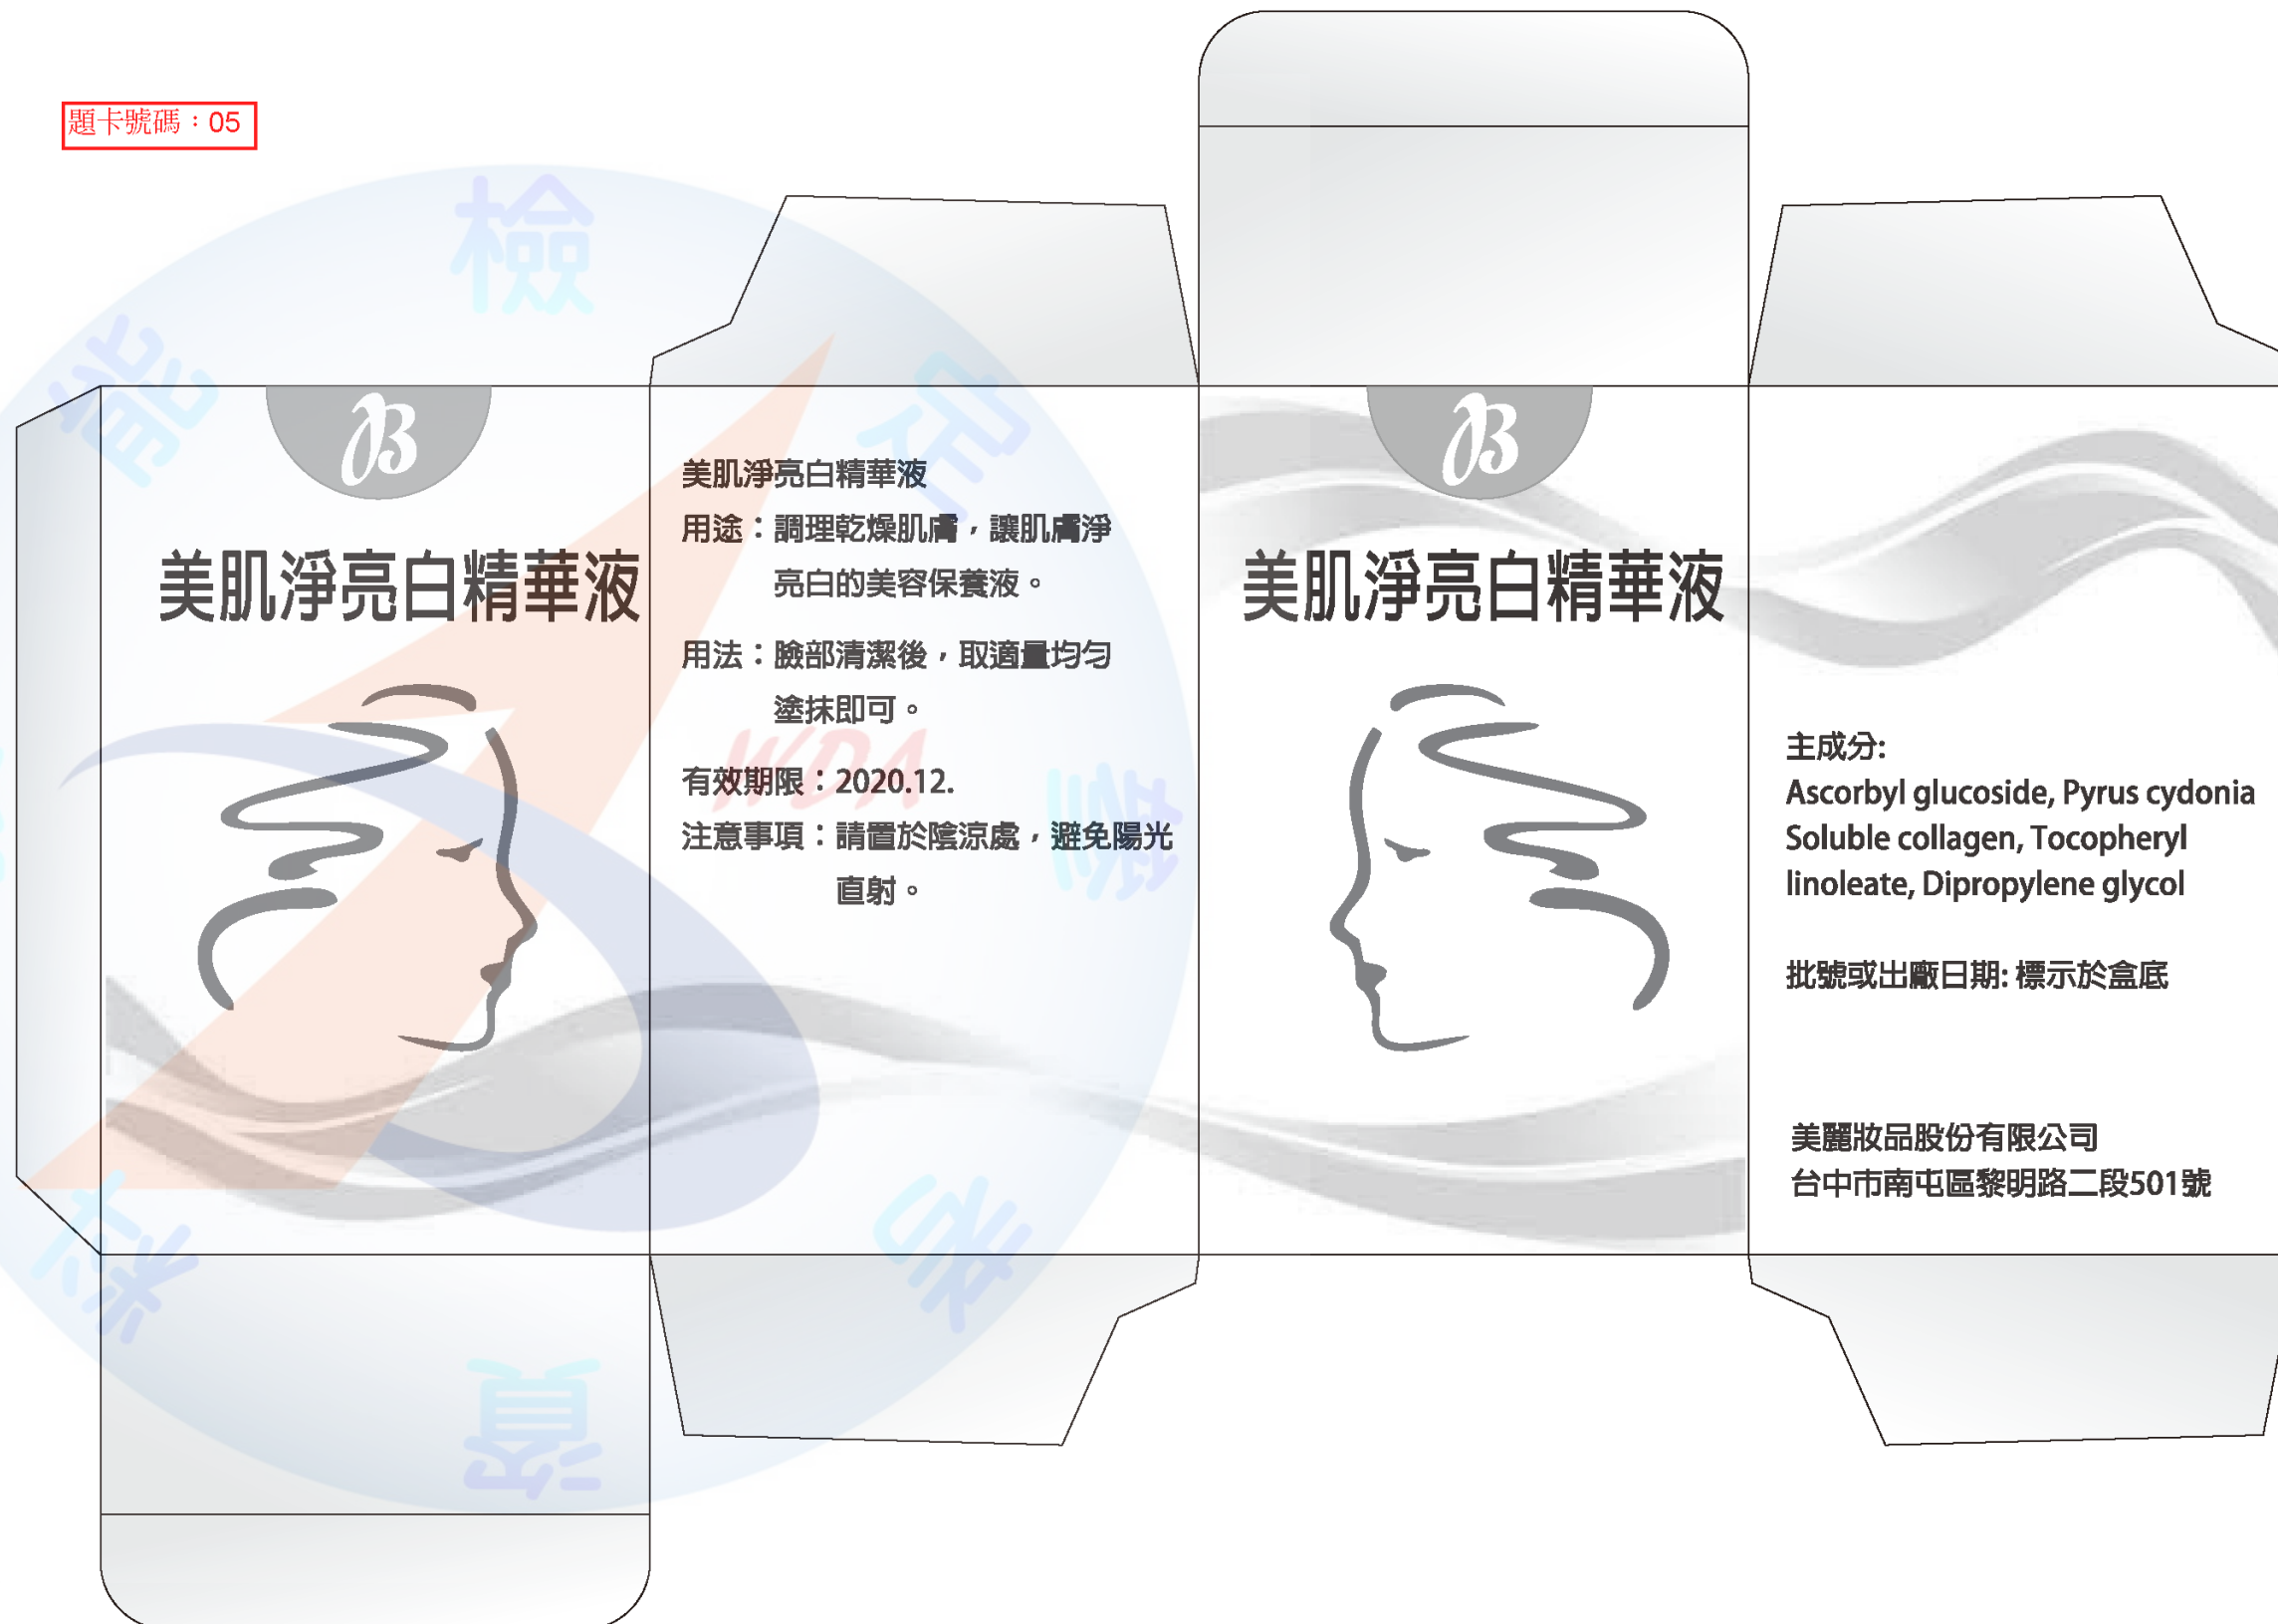 題卡號碼：05
B
美肌淨亮白精華液
美肌淨亮白精華液
用途：調理乾燥肌膚，讓肌膚淨
亮白的美容保養液。
用法：臉部清潔後，取適量均勻
塗抹即可。
有效期限：2020.12.
注意事項：請置於陰涼處，避免陽光
直射。
B
美肌淨亮白精華液
主成分:
Ascorbyl glucoside, Pyrus cydonia
Soluble collagen, Tocopheryl
linoleate, Dipropylene glycol
批號或出廠日期: 標示於盒底
美麗妝品股份有限公司
台中市南屯區黎明路二段501號
技能檢定
WDA